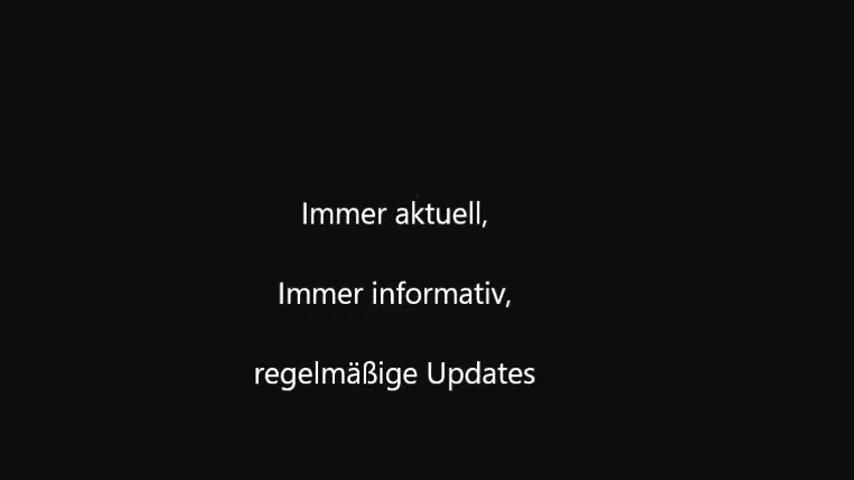 Immer aktuell,
Immer informativ,
regelmäßige Updates